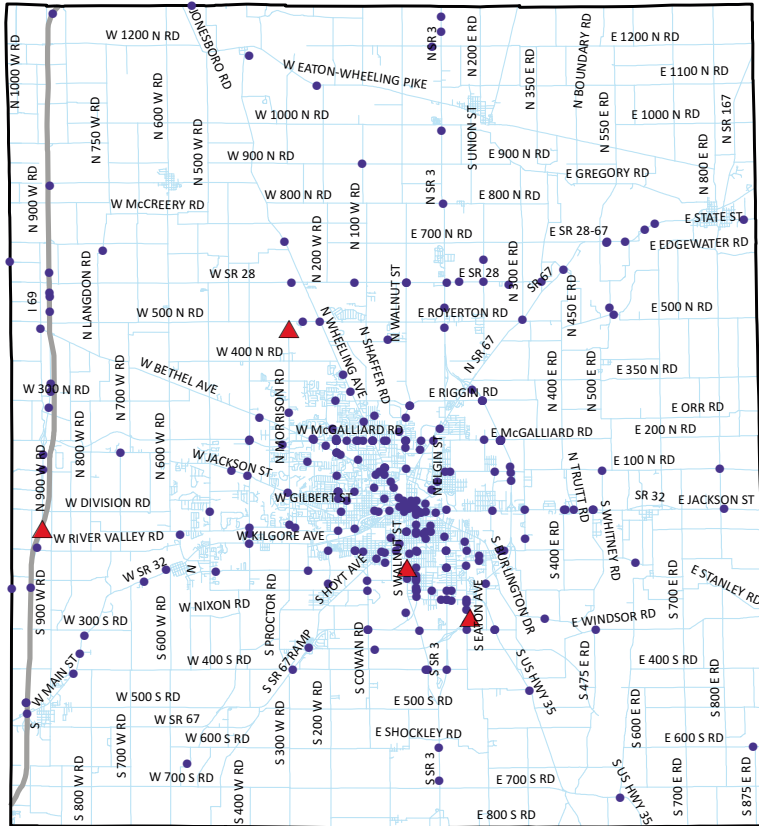 JONESBORO RD
W 1200 N RD
N SR 3
N 200 E RD
E 1200 N RD
N BOUNDARY RD
N 1000 W RD
W EATON-WHEELING PIKE
N 350 E RD
E 1100 N RD
N 600 W RD
N 750 W RD
N 500 W RD
W 1000 N RD
S UNION ST
N 550 E RD
E 1000 N RD
N SR 167
W 900 N RD
E 900 N RD
N 800 E RD
E GREGORY RD
N 900 W RD
W McCREERY RD
W 800 N RD
N 100 W RD
N SR 3
E 800 N RD
E STATE ST
N 200 W RD
E 700 N RD
E SR 28-67
E EDGEWATER RD
W SR 28
N WALNUT ST
E SR 28
N 300 E RD
SR 67
I 69
N LANGDON RD
W 500 N RD
N WHEELING AVE
N SHAFFER RD
E ROYERTON RD
N 450 E RD
E 500 N RD
W 400 N RD
N SR 67
W BETHEL AVE
E 350 N RD
W 300 N RD
N 700 W RD
N MORRISON RD
E RIGGIN RD
N 400 E RD
N 500 E RD
E ORR RD
W McGALLIARD RD
E McGALLIARD RD
E 200 N RD
N 800 W RD
N 600 W RD
W JACKSON ST
N ELGIN ST
E 100 N RD
N 900 W RD
N TRUITT RD
W DIVISION RD
W GILBERT ST
SR 32
E JACKSON ST
W RIVER VALLEY RD
W KILGORE AVE
S WALNUT ST
S WHITNEY RD
W SR 32
N
S HOYT AVE
S BURLINGTON DR
S 400 E RD
E STANLEY RD
S 900 W RD
W NIXON RD
S PROCTOR RD
S EATON AVE
E WINDSOR RD
S 700 E RD
W 300 S RD
S 600 W RD
S SR 67RAMP
S COWAN RD
S SR 3
W 400 S RD
E 400 S RD
S W MAIN ST
S US HWY 35
S 475 E RD
W 500 S RD
E 500 S RD
S 800 E RD
W SR 67
S 200 W RD
S 300 W RD
S 700 W RD
W 600 S RD
E SHOCKLEY RD
S 600 E RD
E 600 S RD
W 700 S RD
S SR 3
E 700 S RD
S 800 W RD
S 400 W RD
S US HWY 35
S 700 E RD
S 875 E RD
E 800 S RD